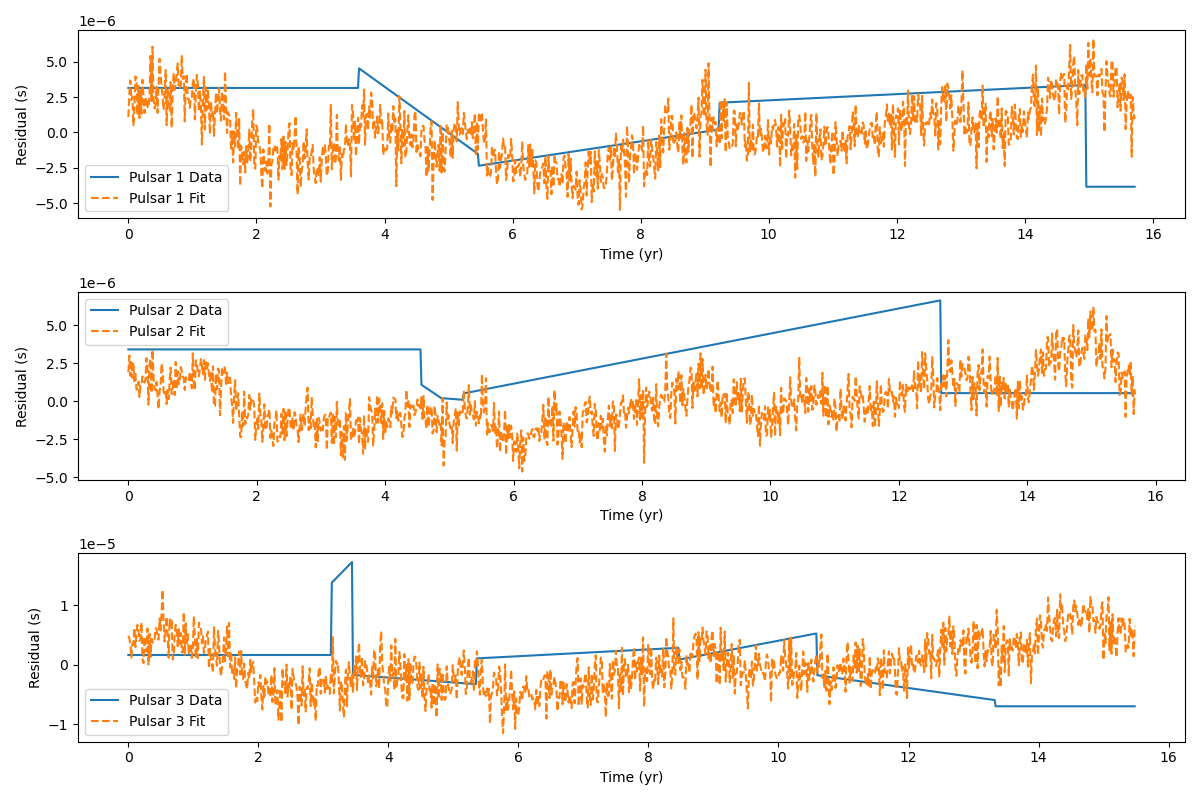 1e−6
5.0
2.5
0.0
−2.5
−5.0
Residual (s)
Pulsar 1 Data
Pulsar 1 Fit
0 2 4 6 8 10 12 14 16
Time (yr)
1e−6
5.0
2.5
0.0
−2.5
−5.0
Residual (s)
Pulsar 2 Data
Pulsar 2 Fit
0 2 4 6 8 10 12 14 16
Time (yr)
1e−5
1
0
−1
Residual (s)
Pulsar 3 Data
Pulsar 3 Fit
0 2 4 6 8 10 12 14 16
Time (yr)